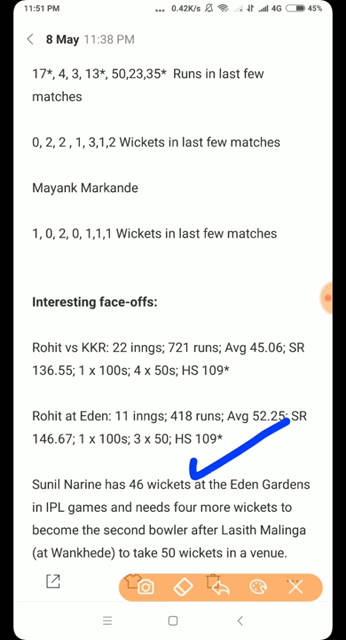 11:51 PM
... 0.42K/s 4G 45%
8 May 11:38 PM
17*, 4, 3, 13*, 50,23,35* Runs in last few
matches
0, 2, 2 , 1, 3,1,2 Wickets in last few matches
Mayank Markande
1, 0, 2, 0, 1,1,1 Wickets in last few matches
Interesting face-offs:
Rohit vs KKR: 22 inngs; 721 runs; Avg 45.06; SR
136.55; 1 x 100s; 4 x 50s; HS 109*
Rohit at Eden: 11 inngs; 418 runs; Avg 52.25; SR
146.67; 1 x 100s; 3 x 50; HS 109*
Sunil Narine has 46 wickets at the Eden Gardens
in IPL games and needs four more wickets to
become the second bowler after Lasith Malinga
(at Wankhede) to take 50 wickets in a venue.